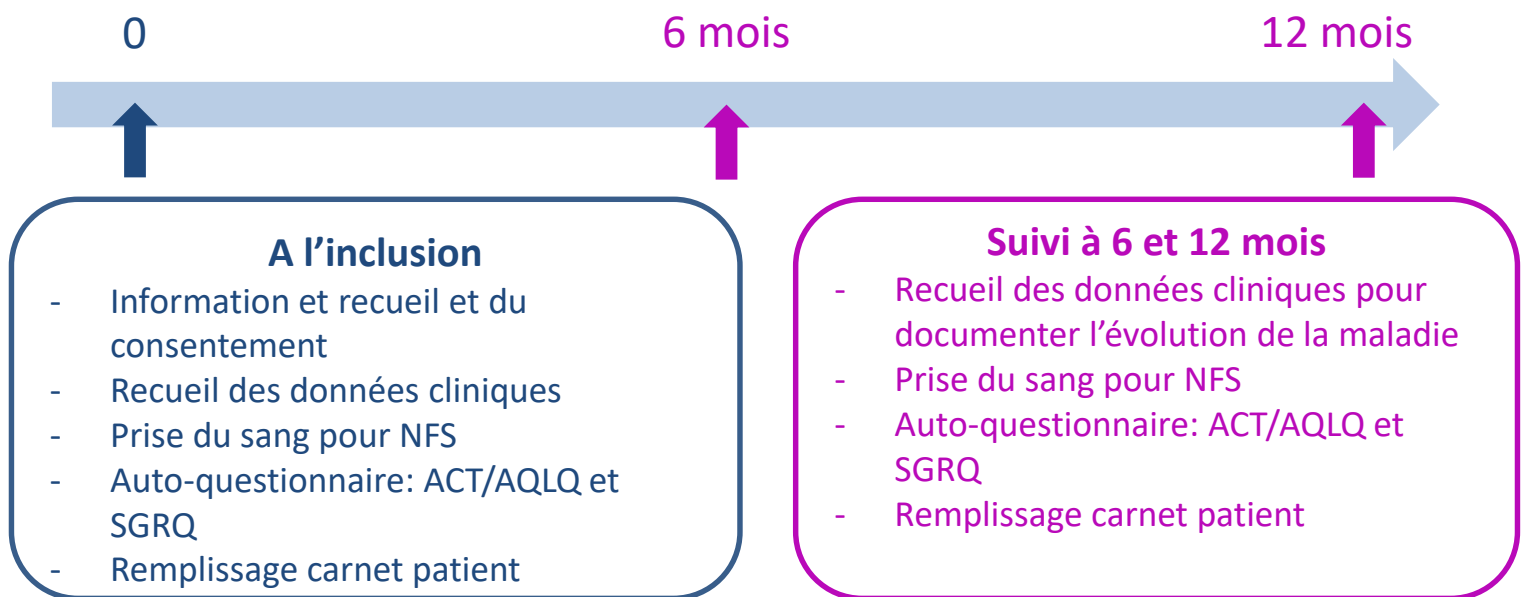 0
6 mois
12 mois
A l’inclusion
- Information et recueil et du
consentement
- Recueil des données cliniques
- Prise du sang pour NFS
- Auto-questionnaire: ACT/AQLQ et
SGRQ
- Remplissage carnet patient
Suivi à 6 et 12 mois
- Recueil des données cliniques pour
documenter l’évolution de la maladie
- Prise du sang pour NFS
- Auto-questionnaire: ACT/AQLQ et
SGRQ
- Remplissage carnet patient